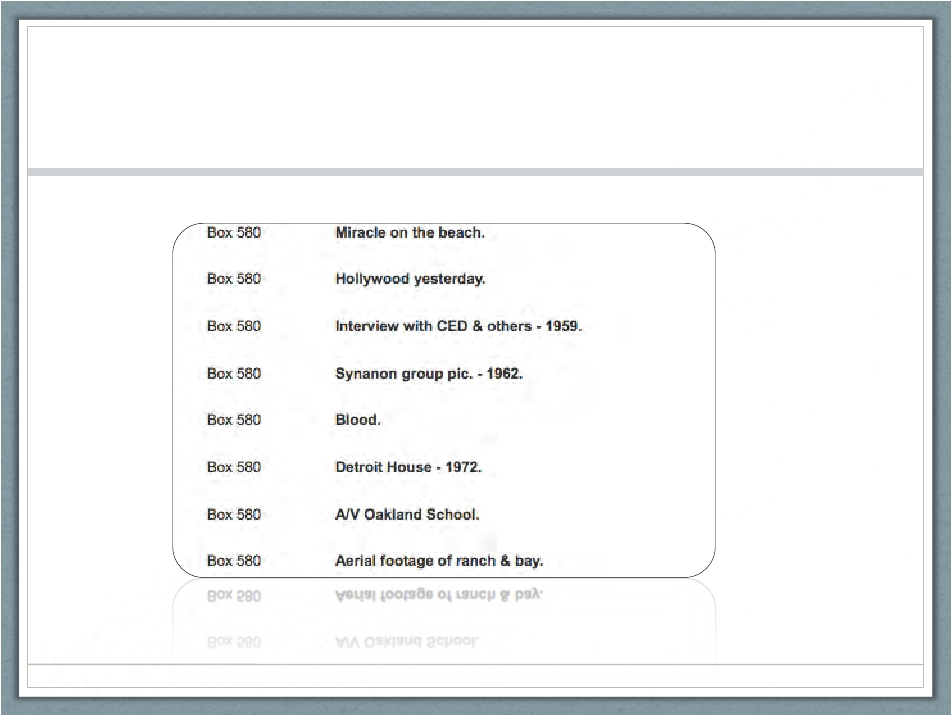 Box 580 Miracle on the beach.
Box 580 Hollywood yesterday.
Box 580 Interview with CED & others - 1959.
Box 580 Synanon group pic. - 1962.
Box 580 Blood.
Box 580 Detroit House - 1972.
Box 580 A/V Oakland School.
Box 580 Aerial footage of ranch & bay.